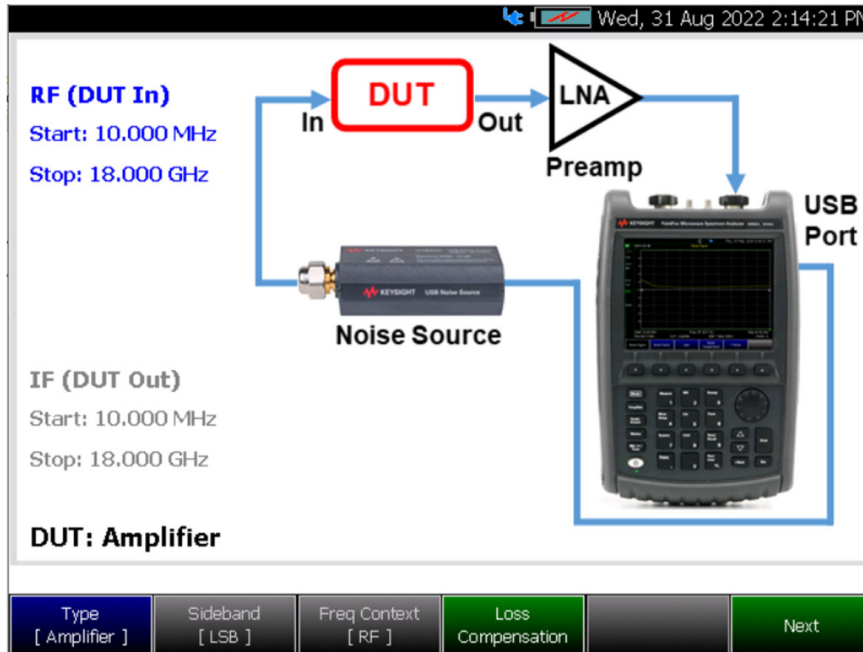 Wed, 31 Aug 2022 2:14:21 PM
RF (DUT In)
Start: 10.000 MHz
Stop: 18.000 GHz
DUT
In
Out
LNA
Preamp
USB
Port
KEYSIGHT
KEYSIGHT USB Noise Source
Noise Source
KEYSIGHT
IF (DUT Out)
Start: 10.000 MHz
Stop: 18.000 GHz
DUT: Amplifier
Type
[ Amplifier ]
Sideband
[ LSB ]
Freq Context
[ RF ]
Loss
Compensation
Next